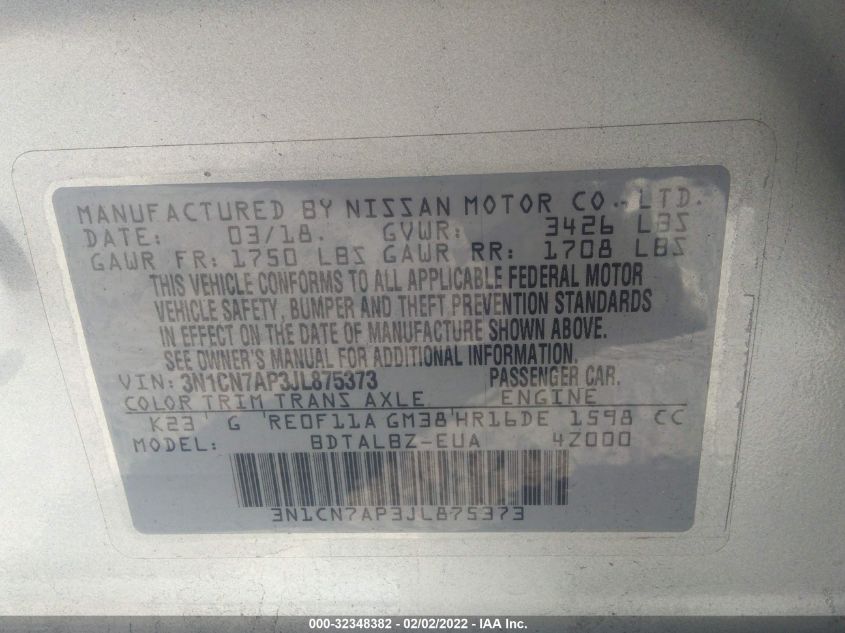 MANUFACTURED BY NISSAN MOTOR CO., LTD.
DATE: 03/18. GVWR: 3426 LBS
GAWR FR: 1750 LBS GAWR RR: 1708 LBS
THIS VEHICLE CONFORMS TO ALL APPLICABLE FEDERAL MOTOR
VEHICLE SAFETY, BUMPER AND THEFT PREVENTION STANDARDS
IN EFFECT ON THE DATE OF MANUFACTURE SHOWN ABOVE.
SEE OWNER'S MANUAL FOR ADDITIONAL INFORMATION.
VIN: 3N1CN7AP3JL875373 PASSENGER CAR.
COLOR TRIM TRANS AXLE ENGINE
K23 G RE0F11A GM38 HR16DE 1598 CC
MODEL: BDTALBZ-EUA 4Z000
3N1CN7AP3JL875373
000-32348382 - 02/02/2022 - IAA Inc.